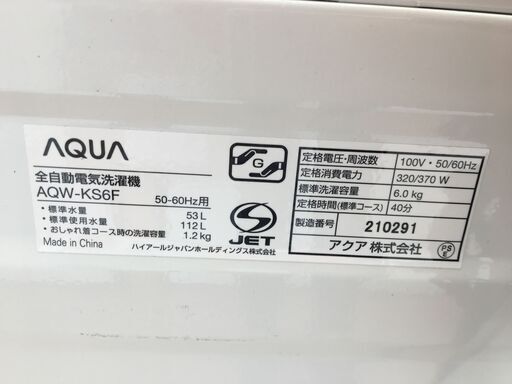 AQUA
全自動電気洗濯機
AQW-KS6F 50-60Hz用
・標準水量 53L
・標準使用水量 112L
・おしゃれ着コース時の洗濯容量 1.2kg
Made in China
ハイアールジャパンホールディングス株式会社
G
S JET
定格電圧・周波数 100V・50/60Hz
定格消費電力 320/370 W
標準洗濯容量 6.0 kg
定格時間(標準コース) 40分
製造番号 210291
アクア株式会社
PS E